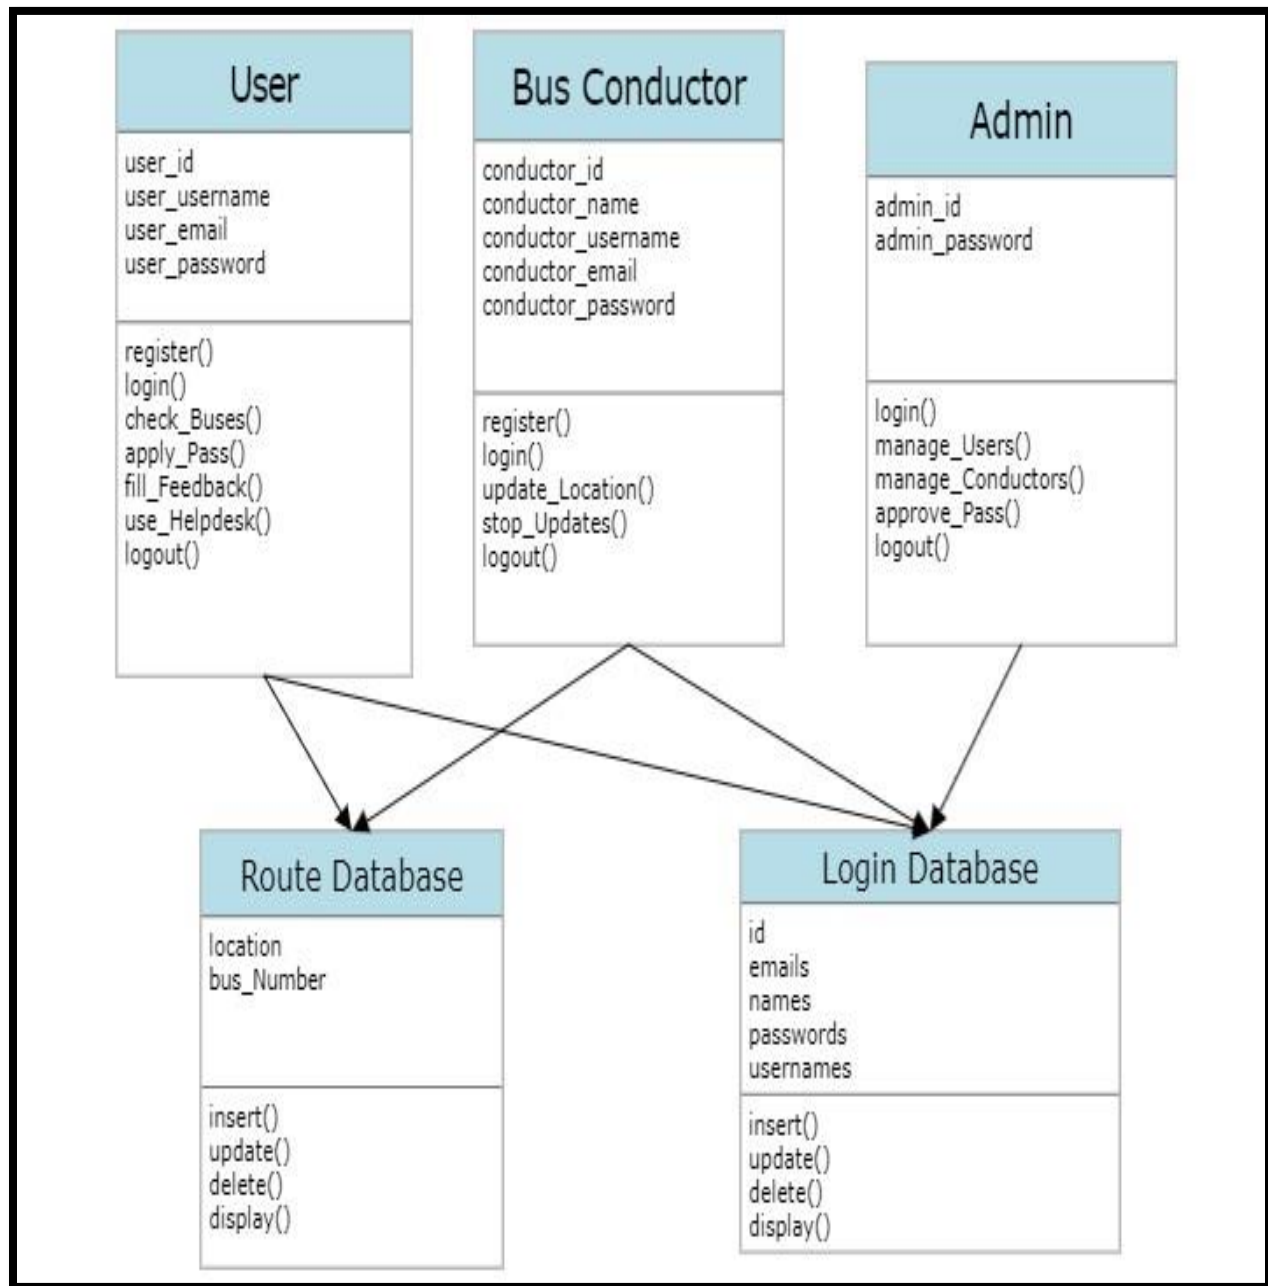 User
user_id
user_username
user_email
user_password
register()
login()
check_Buses()
apply_Pass()
fill_Feedback()
use_Helpdesk()
logout()
Bus Conductor
conductor_id
conductor_name
conductor_username
conductor_email
conductor_password
register()
login()
update_Location()
stop_Updates()
logout()
Admin
admin_id
admin_password
login()
manage_Users()
manage_Conductors()
approve_Pass()
logout()
Route Database
location
bus_Number
insert()
update()
delete()
display()
Login Database
id
emails
names
passwords
usernames
insert()
update()
delete()
display()